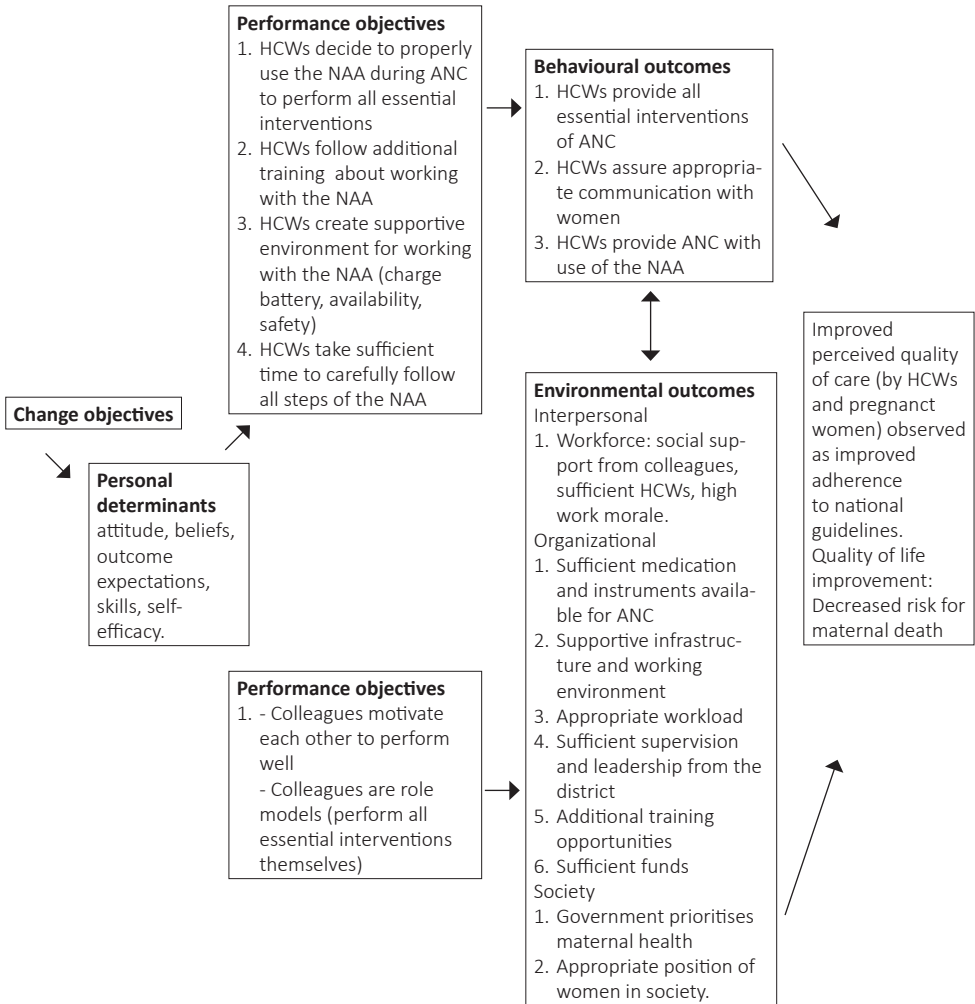 Performance objectives
1. HCWs decide to properly
use the NAA during ANC
to perform all essential
interventions
2. HCWs follow additional
training about working
with the NAA
3. HCWs create supportive
environment for working
with the NAA (charge
battery, availability,
safety)
4. HCWs take sufficient
time to carefully follow
all steps of the NAA
Behavioural outcomes
1. HCWs provide all
essential interventions
of ANC
2. HCWs assure appropria-
te communication with
women
3. HCWs provide ANC with
use of the NAA
Change objectives
Personal
determinants
attitude, beliefs,
outcome
expectations,
skills, self-
efficacy.
Performance objectives
1. - Colleagues motivate
each other to perform
well
- Colleagues are role
models (perform all
essential interventions
themselves)
Environmental outcomes
Interpersonal
1. Workforce: social sup-
port from colleagues,
sufficient HCWs, high
work morale.
Organizational
1. Sufficient medication
and instruments availa-
ble for ANC
2. Supportive infrastruc-
ture and working
environment
3. Appropriate workload
4. Sufficient supervision
and leadership from the
district
5. Additional training
opportunities
6. Sufficient funds
Society
1. Government prioritises
maternal health
2. Appropriate position of
women in society.
Improved
perceived quality
of care (by HCWs
and pregnanct
women) observed
as improved
adherence
to national
guidelines.
Quality of life
improvement:
Decreased risk for
maternal death